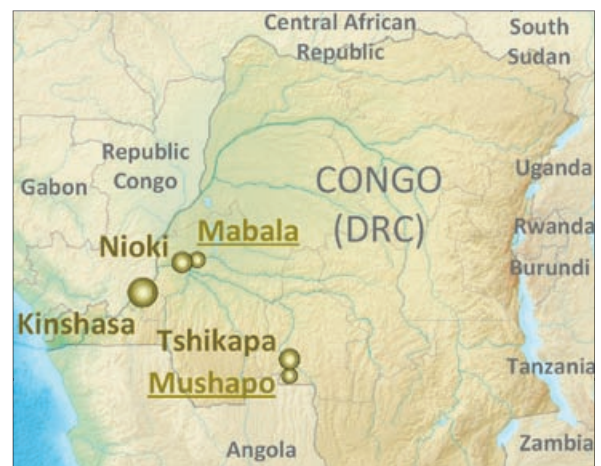 Central African
Republic
South
Sudan
Republic
Congo
Gabon
CONGO
(DRC)
Uganda
Rwanda
Burundi
Nioki
Mabala
Kinshasa
Tshikapa
Mushapo
Tanzania
Angola
Zambia